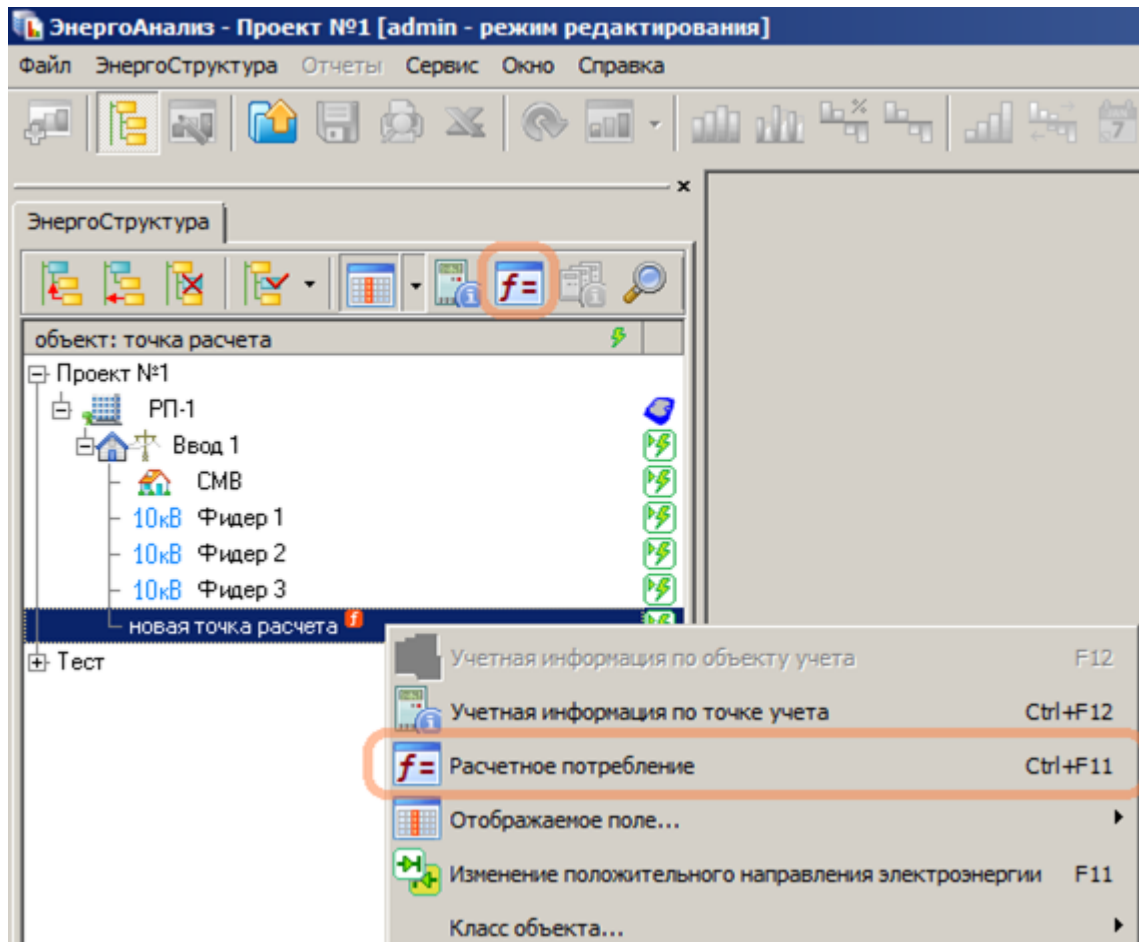 ЭнергоАнализ - Проект №1 [admin - режим редактирования]
Файл ЭнергоСтруктура Отчеты Сервис Окно Справка
%
7
ЭнергоСтруктура
f=
объект: точка расчета
Проект №1
РП-1
Ввод 1
СМВ
10кВ Фидер 1
10кВ Фидер 2
10кВ Фидер 3
новая точка расчета f
Тест
Учетная информация по объекту учета F12
Учетная информация по точке учета Ctrl+F12
f= Расчетное потребление Ctrl+F11
Отображаемое поле...
Изменение положительного направления электроэнергии F11
Класс объекта...